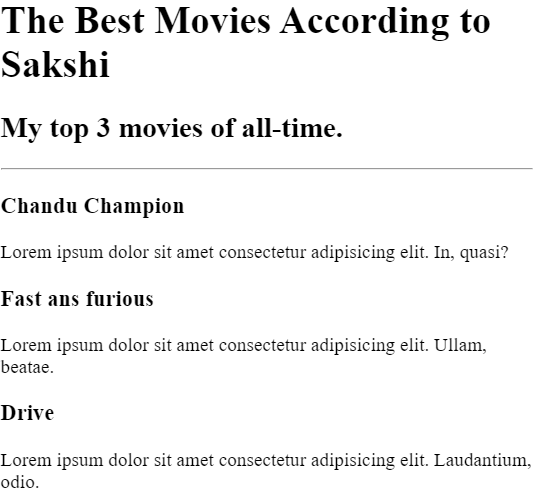 The Best Movies According to
Sakshi
My top 3 movies of all-time.
Chandu Champion
Lorem ipsum dolor sit amet consectetur adipisicing elit. In, quasi?
Fast ans furious
Lorem ipsum dolor sit amet consectetur adipisicing elit. Ullam,
beatae.
Drive
Lorem ipsum dolor sit amet consectetur adipisicing elit. Laudantium,
odio.